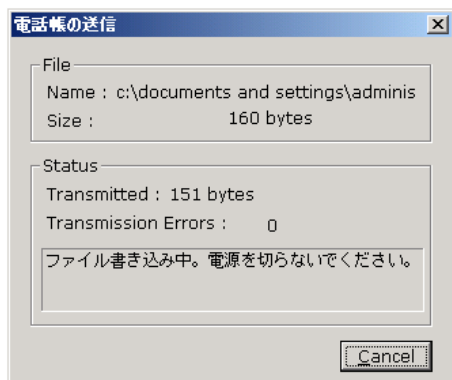 電話帳の送信
File
Name : c:\documents and settings\adminis
Size : 160 bytes
Status
Transmitted : 151 bytes
Transmission Errors : 0
ファイル書き込み中。電源を切らないでください。
Cancel